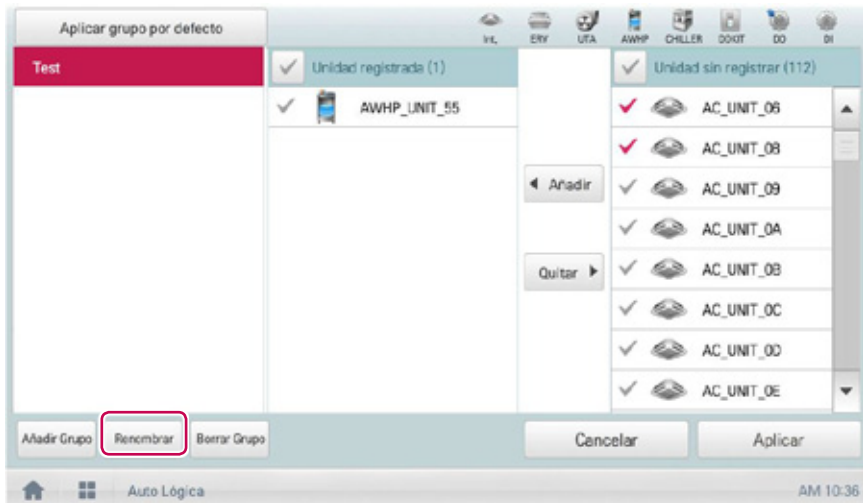 Aplicar grupo por defecto
Int,
ERV
UTA
AWHP
CHILLER
DOKIT
DO
DI
Test
Unidad registrada (1)
Unidad sin registrar (112)
AWHP_UNIT_55
AC_UNIT_06
AC_UNIT_08
Añadir
AC_UNIT_09
AC_UNIT_0A
Quitar
AC_UNIT_0B
AC_UNIT_0C
AC_UNIT_0D
AC_UNIT_0E
Añadir Grupo
Renombrar
Borrar Grupo
Cancelar
Aplicar
Auto Lógica
AM 10:36